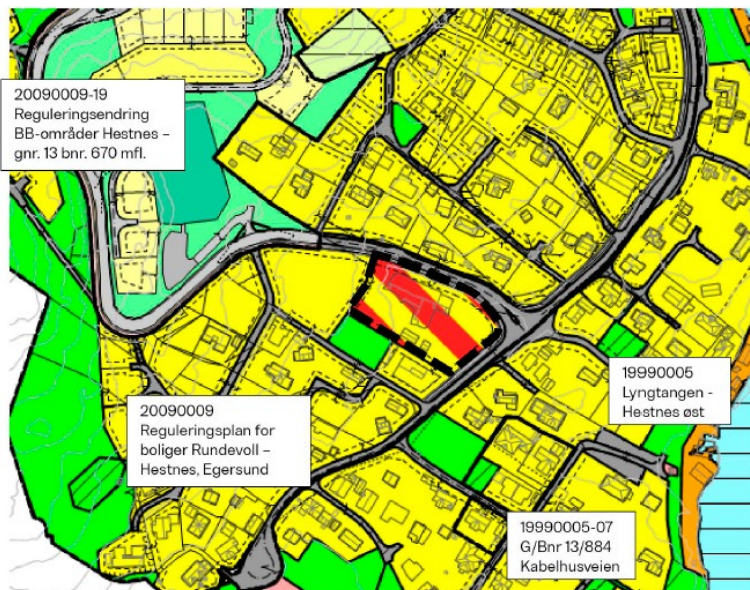 20090009-19
Reguleringsendring
BB-områder Hestnes –
gnr. 13 bnr. 670 mfl.
20090009
Reguleringsplan for
boliger Rundevoll –
Hestnes, Egersund
19990005
Lyngtangen -
Hestnes øst
19990005-07
G/Bnr 13/884
Kabelhusveien